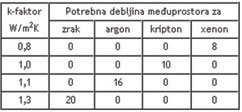 k-faktor Potrebna debljina međuprostora za
W/m²K zrak argon kripton xenon
0,8 0 0 0 8
1,0 0 0 10 0
1,1 0 16 0 0
1,3 20 0 0 0